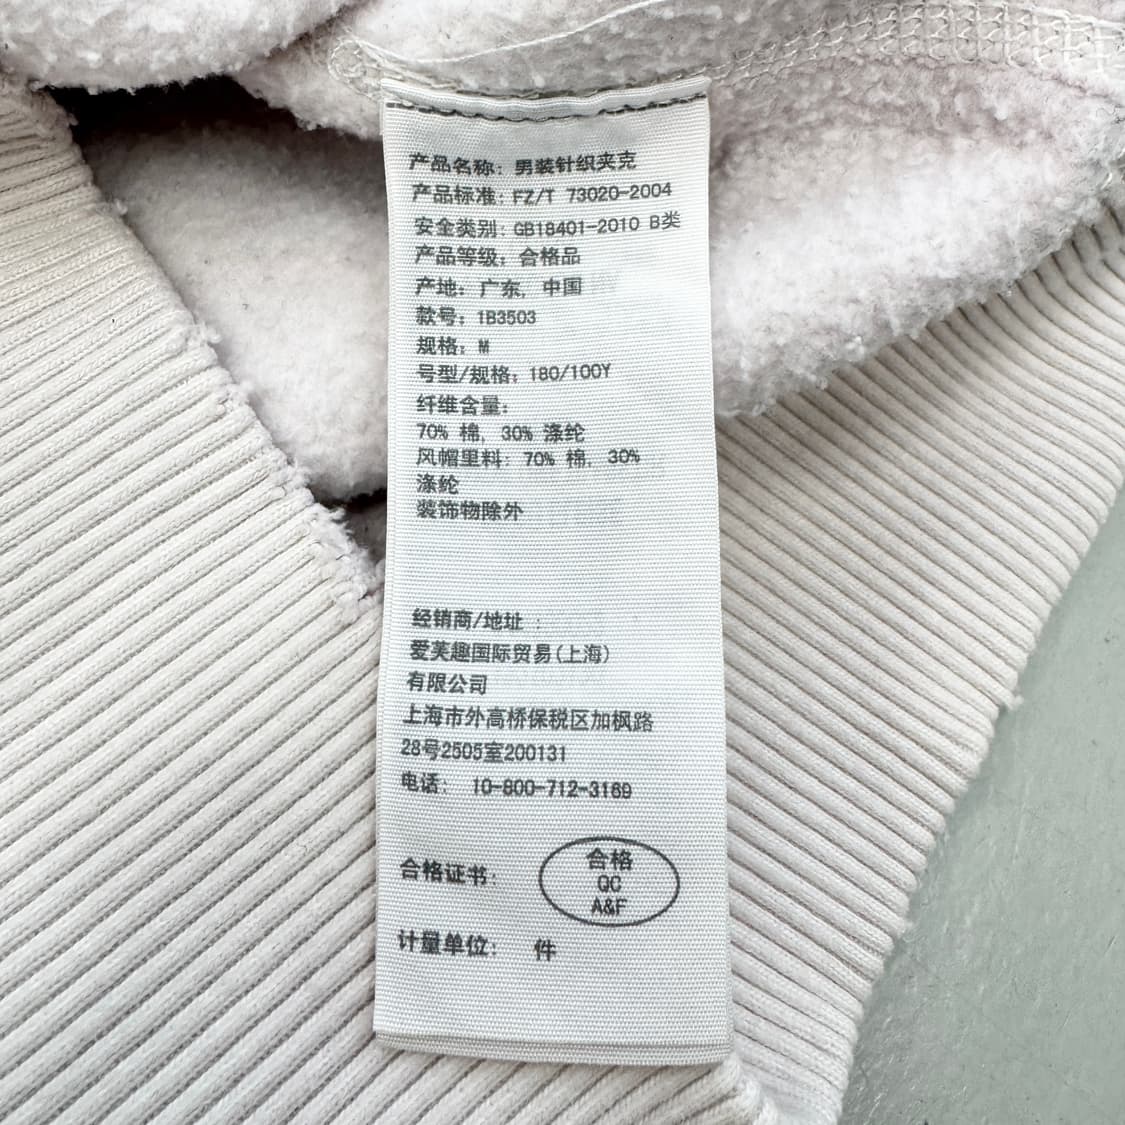 产品名称: 男装针织夹克
产品标准: FZ/T 73020-2004
安全类别: GB18401-2010 B类
产品等级: 合格品
产地: 广东, 中国
款号: 1B3503
规格: M
号型/规格: 180/100Y
纤维含量:
70% 棉, 30% 涤纶
风帽里料: 70% 棉, 30%
涤纶
装饰物除外
经销商/地址 :
爱芙趣国际贸易(上海)
有限公司
上海市外高桥保税区加枫路
28号2505室200131
电话: 10-800-712-3169
合格证书:
合格
QC
A&F
计量单位: 件